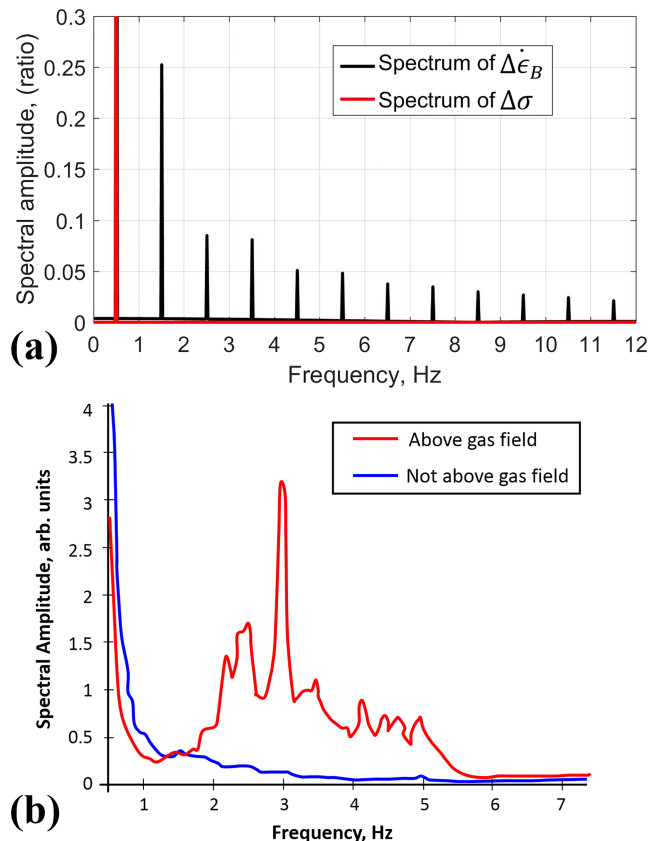 0.3
0.25
0.2
0.15
0.1
0.05
0
Spectral amplitude, (ratio)
Spectrum of Δε̇_B
Spectrum of Δσ
0 1 2 3 4 5 6 7 8 9 10 11 12
Frequency, Hz
(a)
4
3.5
3
2.5
2
1.5
1
0.5
0
Spectral Amplitude, arb. units
Above gas field
Not above gas field
1 2 3 4 5 6 7
Frequency, Hz
(b)